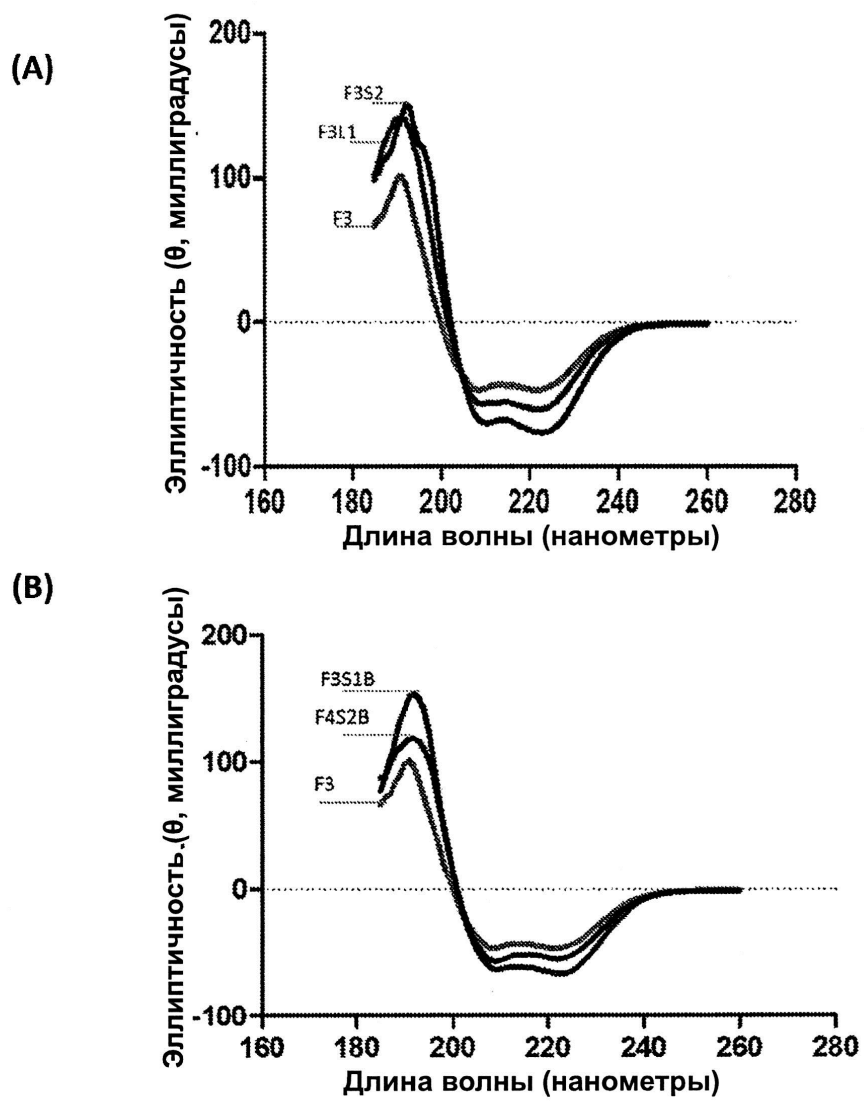 (A)
Эллиптичность (θ, миллиградусы)
200
100
0
-100
F3S2
F3L1
F3
160 180 200 220 240 260 280
Длина волны (нанометры)
(B)
Эллиптичность.(θ, миллиградусы)
200
100
0
-100
F3S1B
F4S2B
F3
160 180 200 220 240 260 280
Длина волны (нанометры)